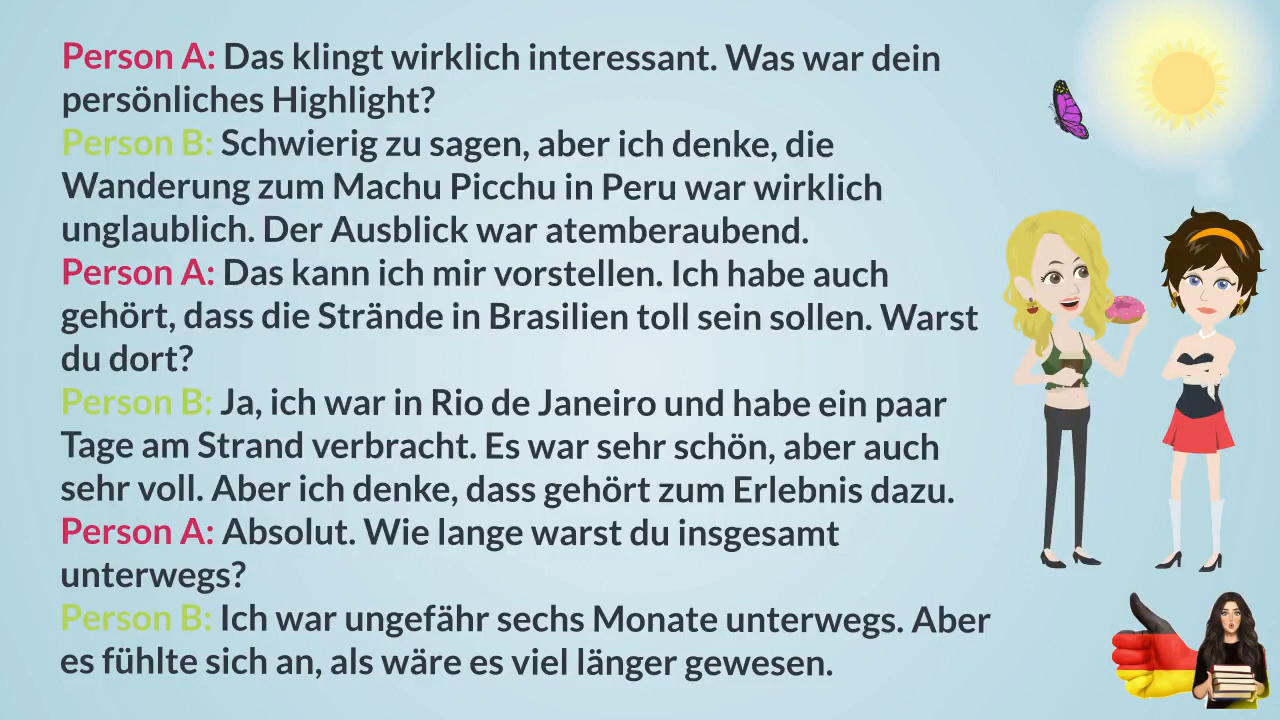 Person A: Das klingt wirklich interessant. Was war dein
persönliches Highlight?
Person B: Schwierig zu sagen, aber ich denke, die
Wanderung zum Machu Picchu in Peru war wirklich
unglaublich. Der Ausblick war atemberaubend.
Person A: Das kann ich mir vorstellen. Ich habe auch
gehört, dass die Strände in Brasilien toll sein sollen. Warst
du dort?
Person B: Ja, ich war in Rio de Janeiro und habe ein paar
Tage am Strand verbracht. Es war sehr schön, aber auch
sehr voll. Aber ich denke, dass gehört zum Erlebnis dazu.
Person A: Absolut. Wie lange warst du insgesamt
unterwegs?
Person B: Ich war ungefähr sechs Monate unterwegs. Aber
es fühlte sich an, als wäre es viel länger gewesen.